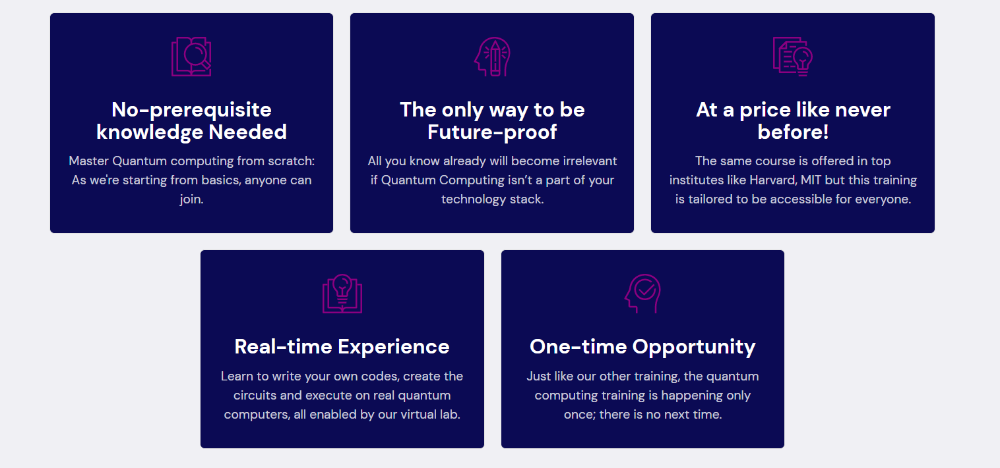 No-prerequisite
knowledge Needed
Master Quantum computing from scratch:
As we're starting from basics, anyone can
join.
The only way to be
Future-proof
All you know already will become irrelevant
if Quantum Computing isn’t a part of your
technology stack.
At a price like never
before!
The same course is offered in top
institutes like Harvard, MIT but this training
is tailored to be accessible for everyone.
Real-time Experience
Learn to write your own codes, create the
circuits and execute on real quantum
computers, all enabled by our virtual lab.
One-time Opportunity
Just like our other training, the quantum
computing training is happening only
once; there is no next time.